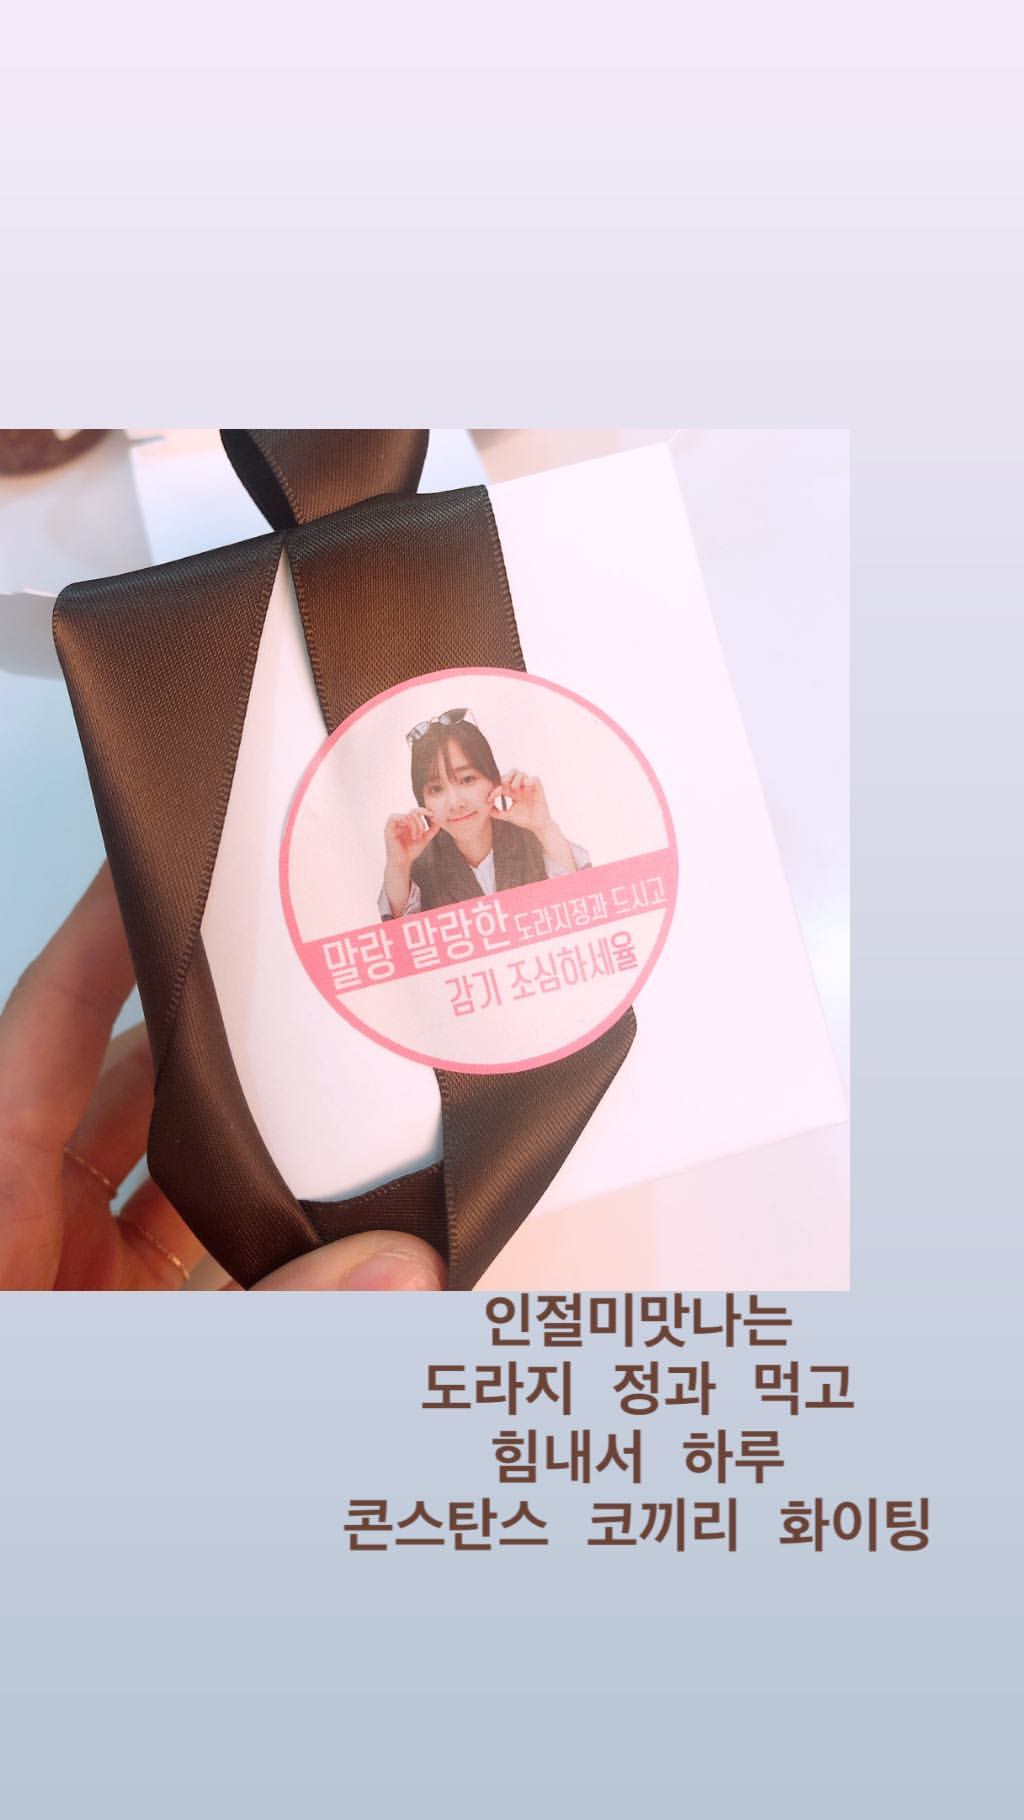 말랑 말랑한 도라지정과 드시고
감기 조심하세율
인절미맛나는
도라지 정과 먹고
힘내서 하루
콘스탄스 코끼리 화이팅